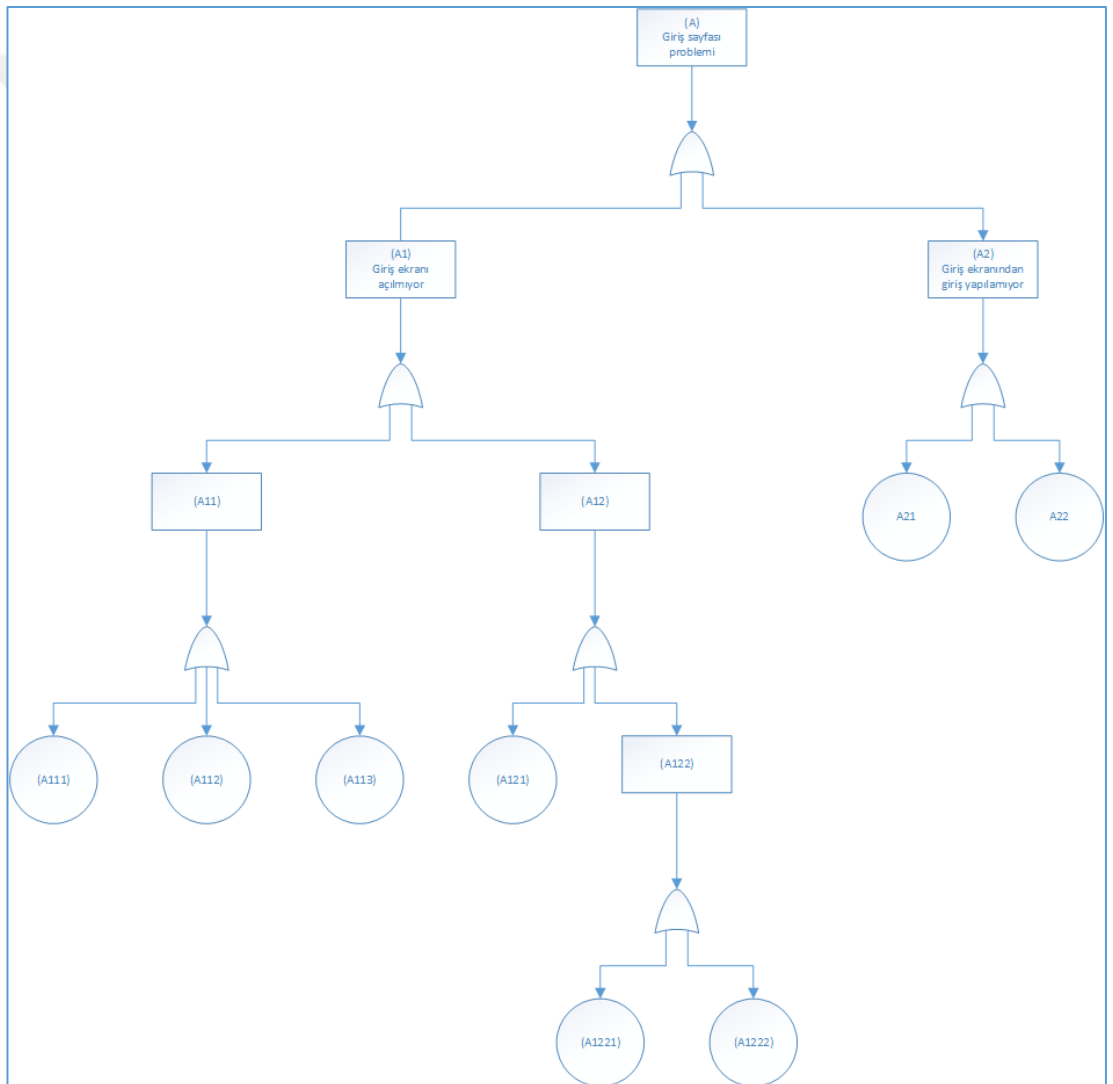 (A)
Giriş sayfası
problemi
(A1)
Giriş ekranı
açılmıyor
(A2)
Giriş ekranından
giriş yapılamıyor
(A11)
(A12)
A21
A22
(A111)
(A112)
(A113)
(A121)
(A122)
(A1221)
(A1222)